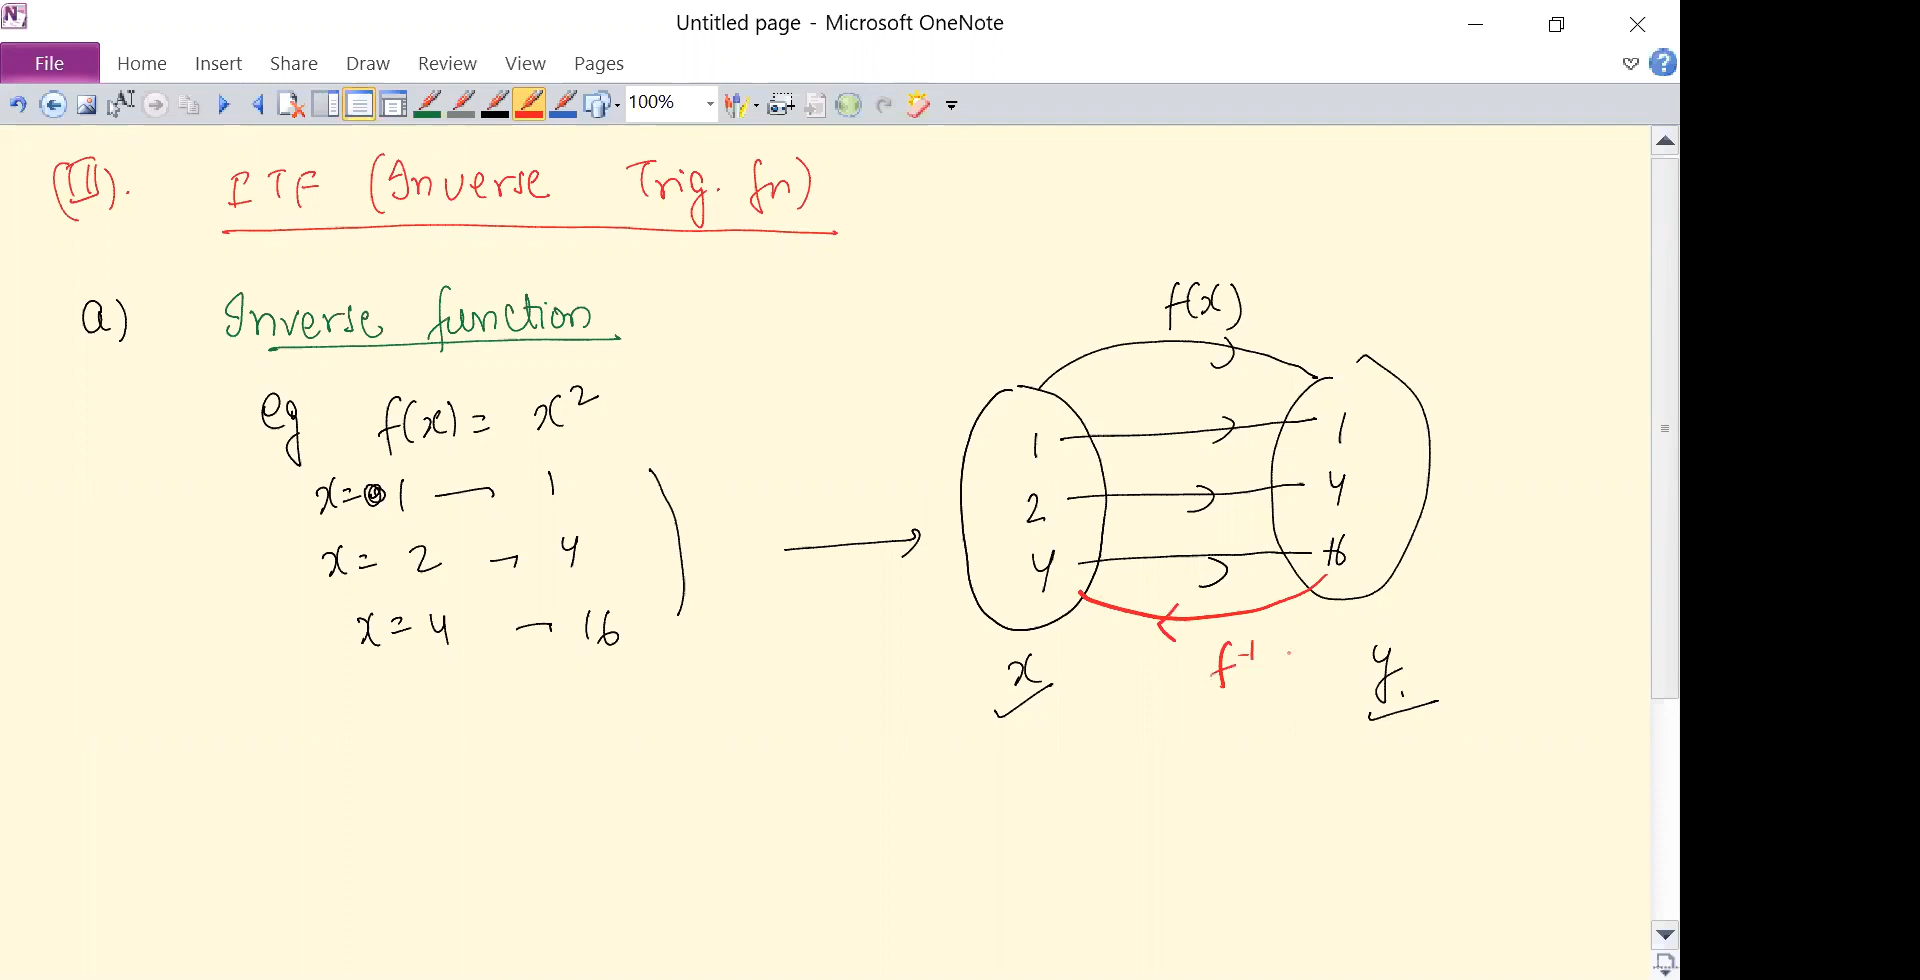 Untitled page - Microsoft OneNote
File Home Insert Share Draw Review View Pages
100%
(III). ITF (Inverse Trig. fn)
a) Inverse function
eg f(x) = x²
x = 1 — 1
x = 2 → 4
x = 4 → 16
f(x)
1 1
2 4
4 16
f⁻¹
x y.